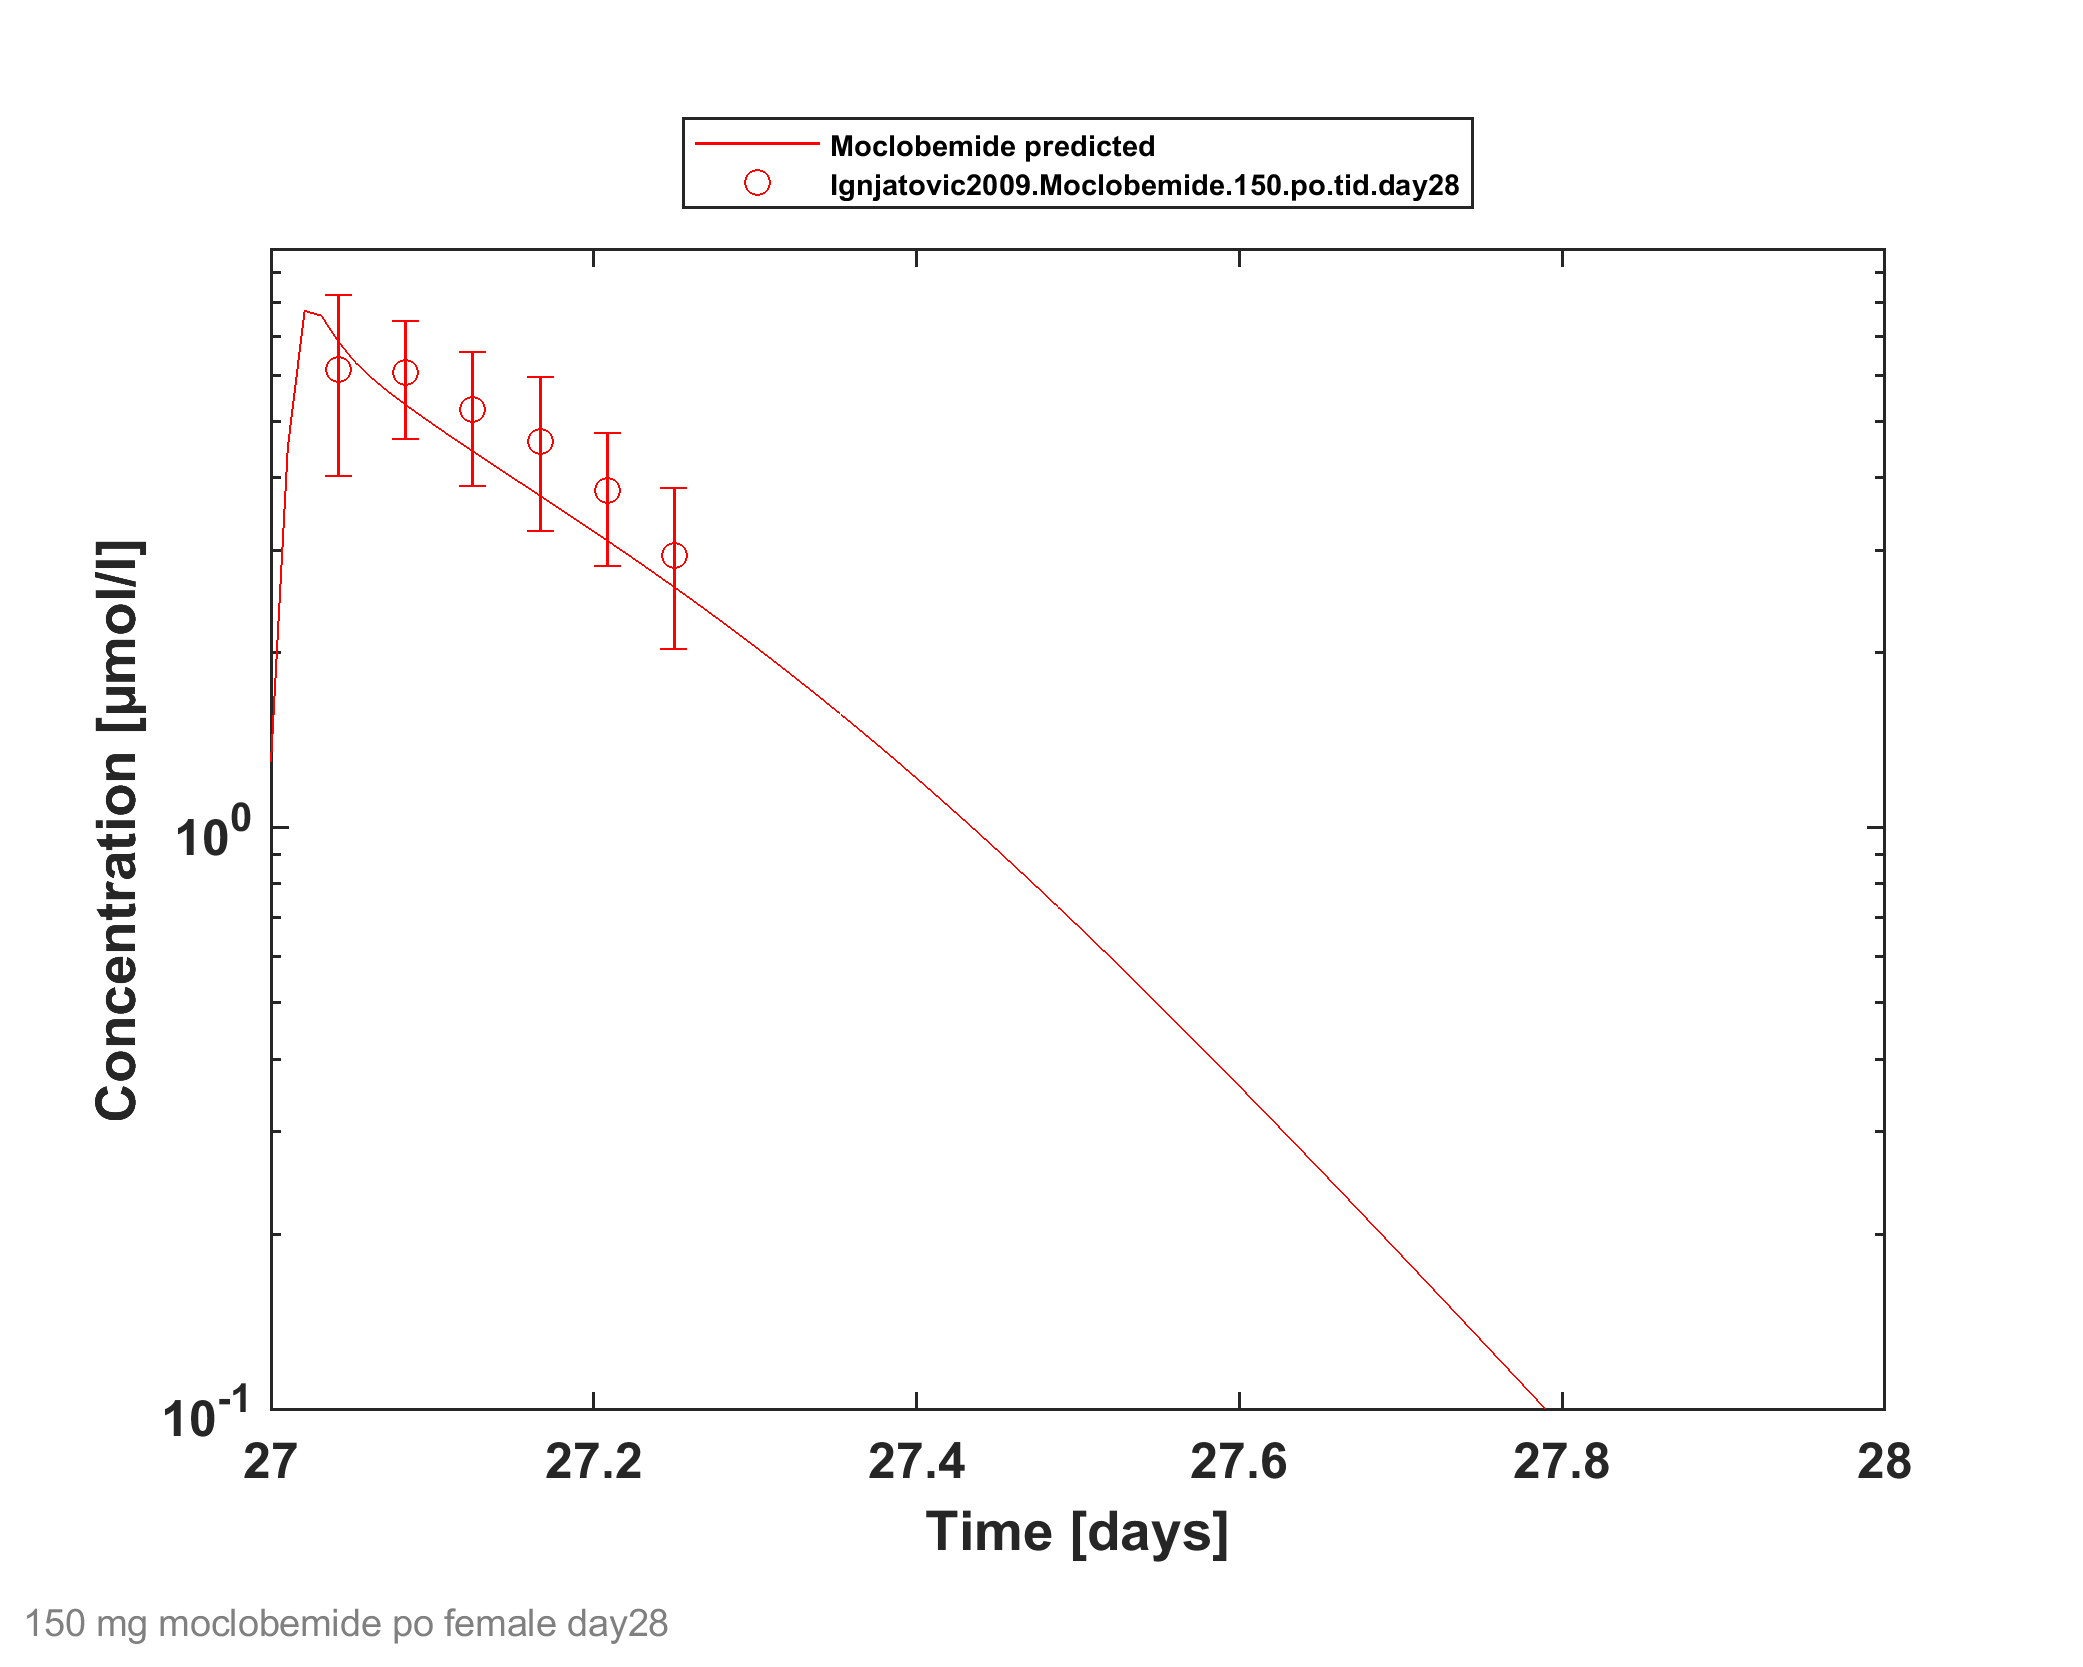 Moclobemide predicted
Ignjatovic2009.Moclobemide.150.po.tid.day28
Concentration [µmol/l]
10^0
10^-1
27 27.2 27.4 27.6 27.8 28
Time [days]
150 mg moclobemide po female day28